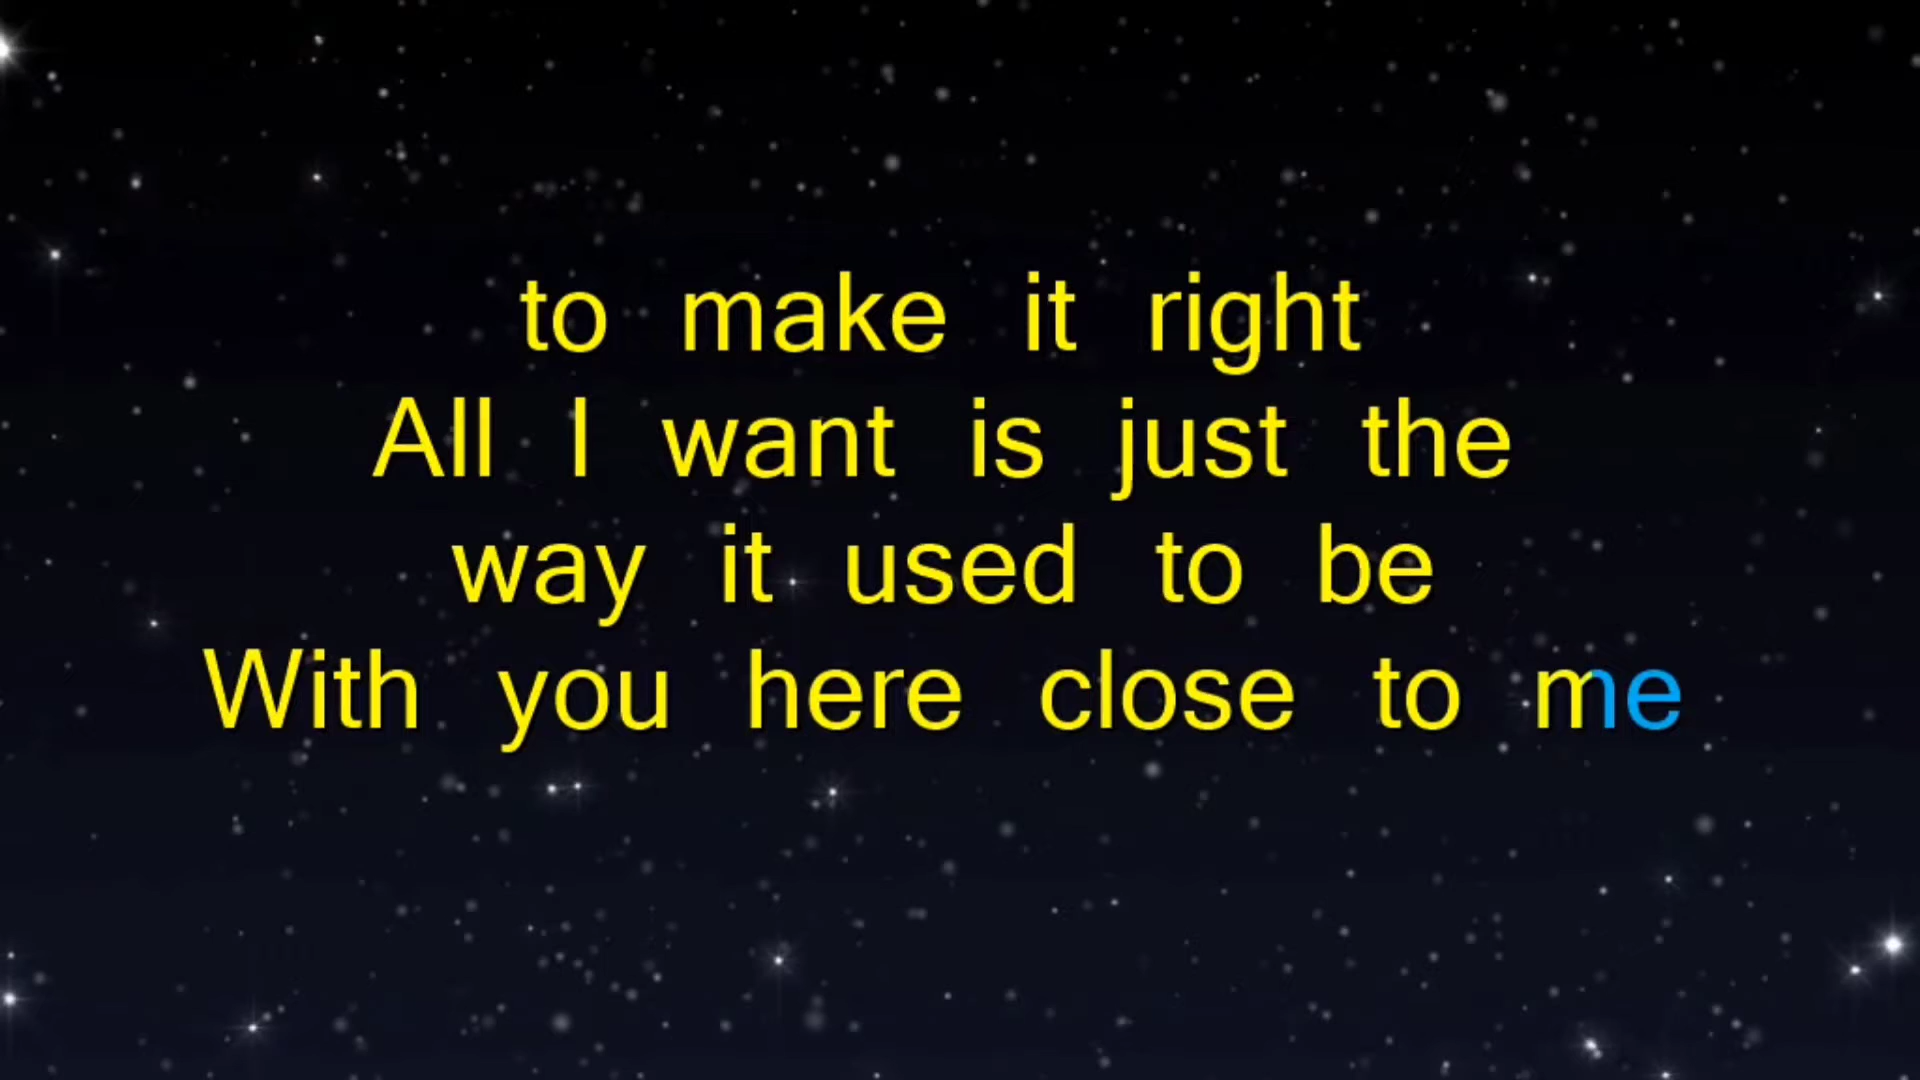 to make it right
All I want is just the
way it used to be
With you here close to me